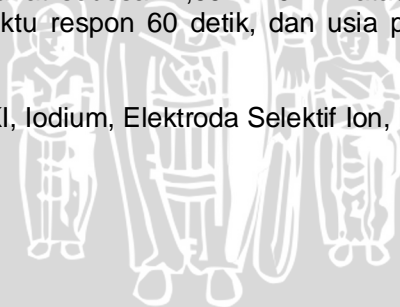 ktu respon 60 detik, dan usia p
I, Iodium, Elektroda Selektif Ion,